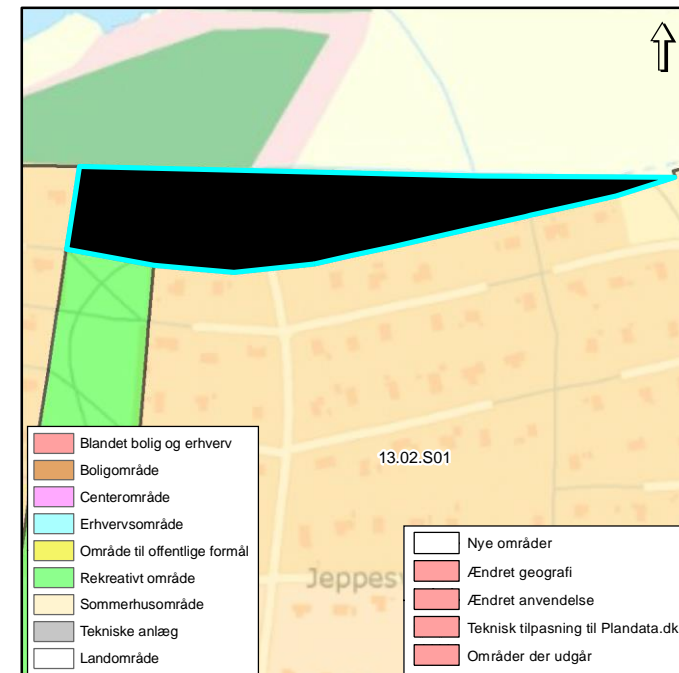 13.02.S01
Blandet bolig og erhverv
Boligområde
Centerområde
Erhvervsområde
Område til offentlige formål
Rekreativt område
Sommerhusområde
Tekniske anlæg
Landområde
Nye områder
Ændret geografi
Ændret anvendelse
Teknisk tilpasning til Plandata.dk
Områder der udgår